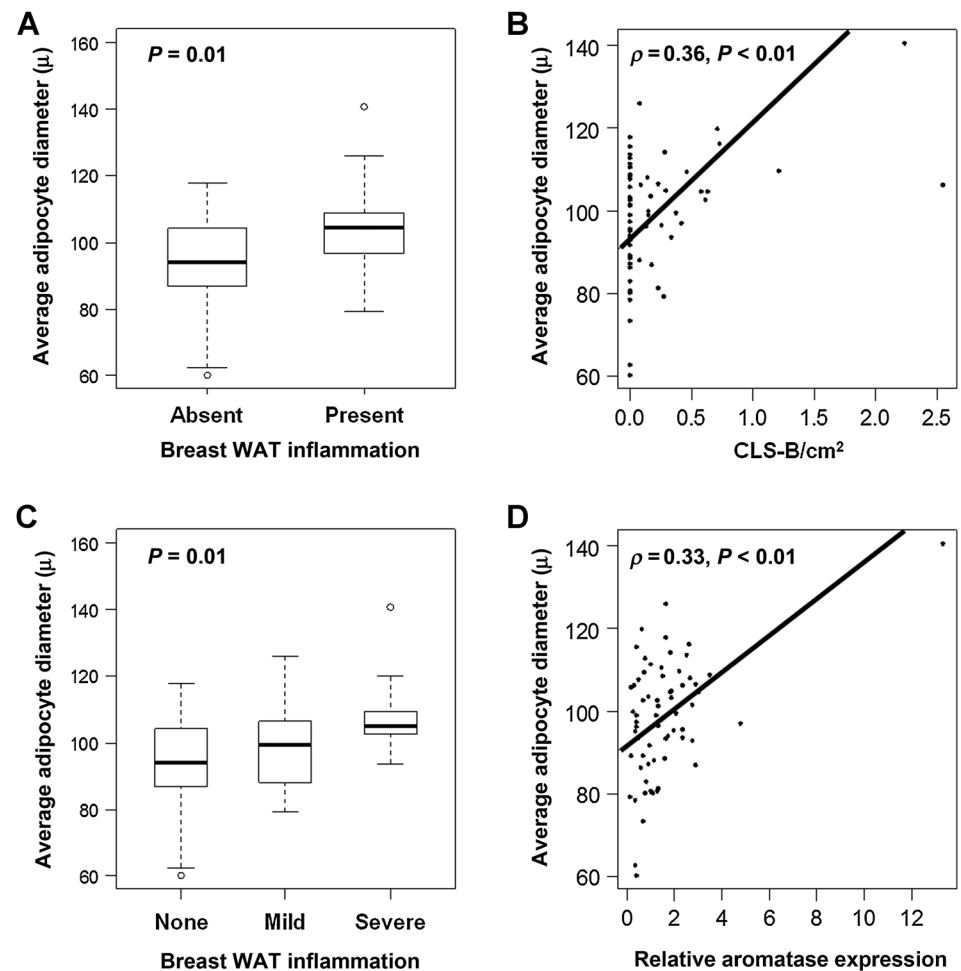 A
P = 0.01
Average adipocyte diameter (μ)
160
140
120
100
80
60
Absent
Present
Breast WAT inflammation
B
ρ = 0.36, P < 0.01
Average adipocyte diameter (μ)
140
120
100
80
60
0.0 0.5 1.0 1.5 2.0 2.5
CLS-B/cm²
C
P = 0.01
Average adipocyte diameter (μ)
160
140
120
100
80
60
None Mild Severe
Breast WAT inflammation
D
ρ = 0.33, P < 0.01
Average adipocyte diameter (μ)
140
120
100
80
60
0 2 4 6 8 10 12
Relative aromatase expression